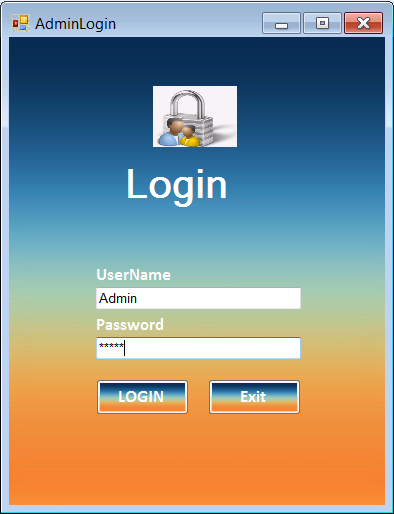 AdminLogin
Login
UserName
Admin
Password
*****
LOGIN Exit